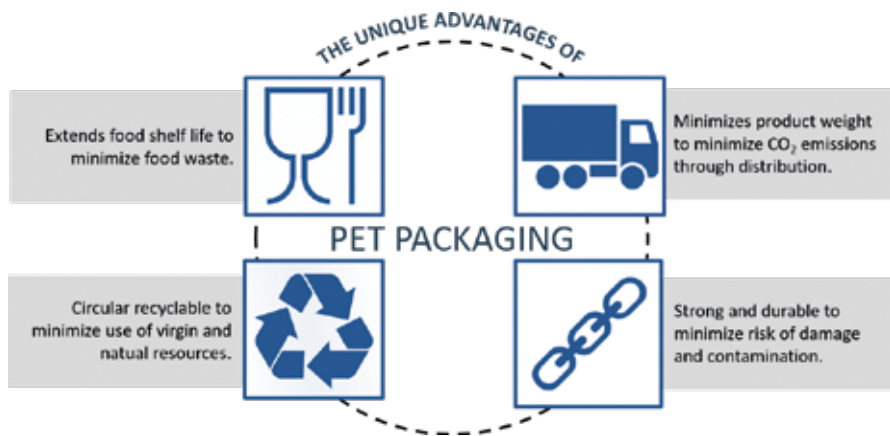 THE UNIQUE ADVANTAGES OF
Extends food shelf life to
minimize food waste.
Minimizes product weight
to minimize CO₂ emissions
through distribution.
PET PACKAGING
Circular recyclable to
minimize use of virgin and
natual resources.
Strong and durable to
minimize risk of damage
and contamination.